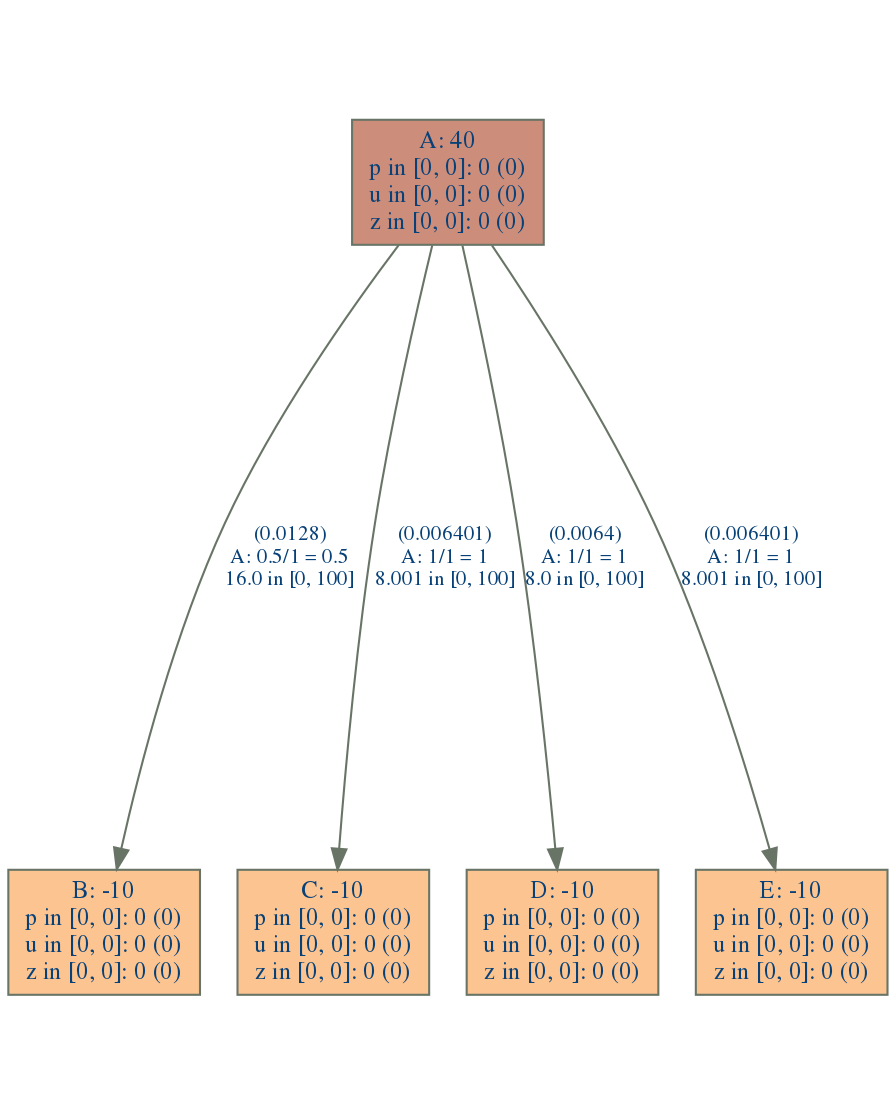 A: 40
p in [0, 0]: 0 (0)
u in [0, 0]: 0 (0)
z in [0, 0]: 0 (0)
(0.0128)
A: 0.5/1 = 0.5
16.0 in [0, 100]
(0.006401)
A: 1/1 = 1
8.001 in [0, 100]
(0.0064)
A: 1/1 = 1
8.0 in [0, 100]
(0.006401)
A: 1/1 = 1
8.001 in [0, 100]
B: -10
p in [0, 0]: 0 (0)
u in [0, 0]: 0 (0)
z in [0, 0]: 0 (0)
C: -10
p in [0, 0]: 0 (0)
u in [0, 0]: 0 (0)
z in [0, 0]: 0 (0)
D: -10
p in [0, 0]: 0 (0)
u in [0, 0]: 0 (0)
z in [0, 0]: 0 (0)
E: -10
p in [0, 0]: 0 (0)
u in [0, 0]: 0 (0)
z in [0, 0]: 0 (0)